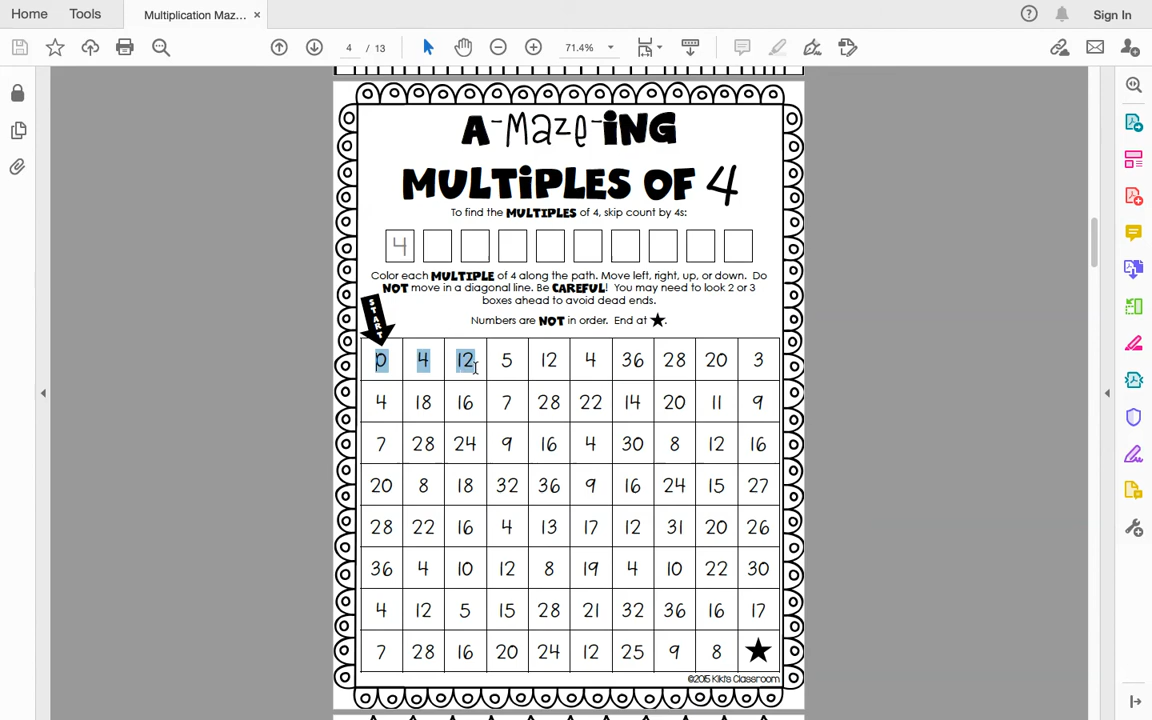 Home Tools Multiplication Maz... × Sign In
4 / 13 71.4%
A-Maze-iNG
MULTiPLES OF 4
To find the MULTIPLES of 4, skip count by 4s:
4
Color each MULTIPLE of 4 along the path. Move left, right, up, or down. Do
NOT move in a diagonal line. Be CAREFUL! You may need to look 2 or 3
boxes ahead to avoid dead ends.
START
Numbers are NOT in order. End at ★.
0 4 12 5 12 4 36 28 20 3
4 18 16 7 28 22 14 20 11 9
7 28 24 9 16 4 30 8 12 16
20 8 18 32 36 9 16 24 15 27
28 22 16 4 13 17 12 31 20 26
36 4 10 12 8 19 4 10 22 30
4 12 5 15 28 21 32 36 16 17
7 28 16 20 24 12 25 9 8 ★
©2015 Kiki's Classroom